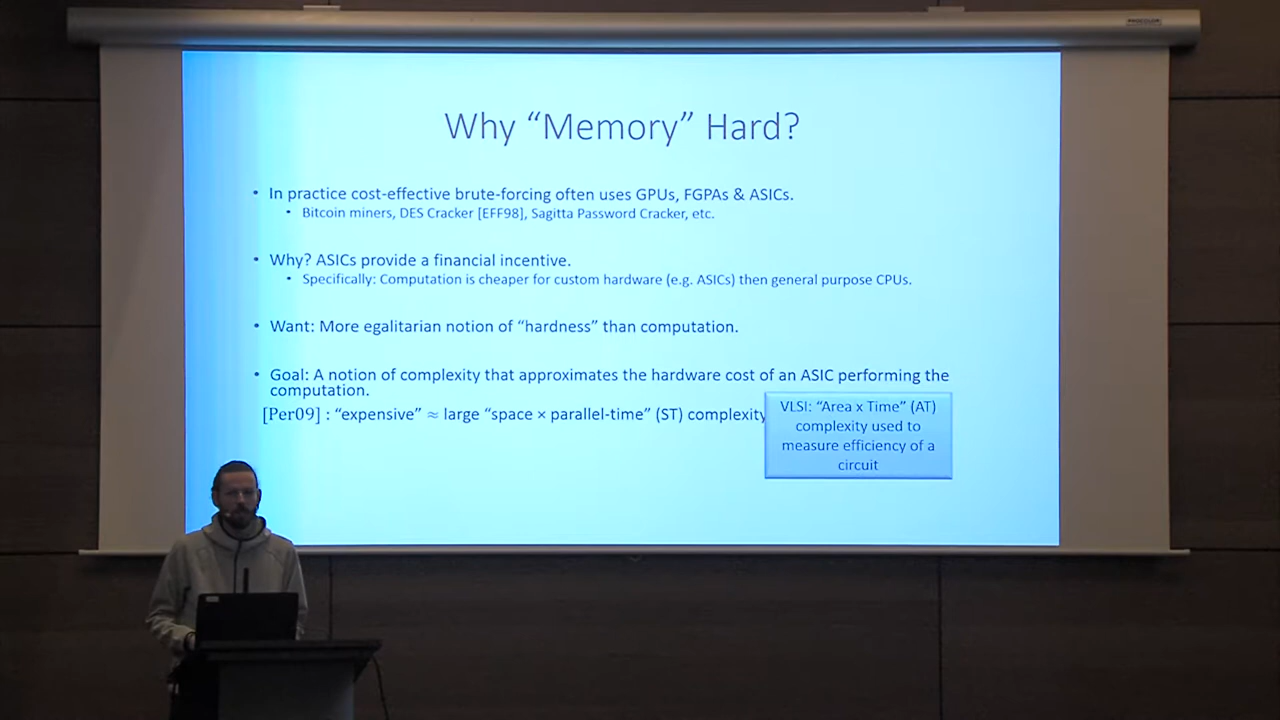 PROCOLOR
Why “Memory” Hard?
• In practice cost-effective brute-forcing often uses GPUs, FGPAs & ASICs.
• Bitcoin miners, DES Cracker [EFF98], Sagitta Password Cracker, etc.
• Why? ASICs provide a financial incentive.
• Specifically: Computation is cheaper for custom hardware (e.g. ASICs) then general purpose CPUs.
• Want: More egalitarian notion of “hardness” than computation.
• Goal: A notion of complexity that approximates the hardware cost of an ASIC performing the
computation.
[Per09] : “expensive” ≈ large “space × parallel-time” (ST) complexity
VLSI: “Area x Time” (AT)
complexity used to
measure efficiency of a
circuit